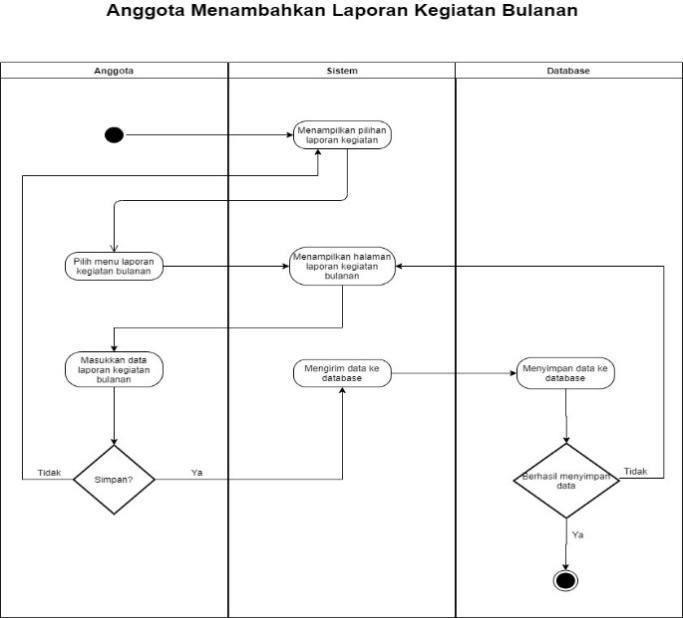 Anggota Menambahkan Laporan Kegiatan Bulanan
Anggota
Sistem
Database
Menampilkan pilihan
laporan kegiatan
Pilih menu laporan
kegiatan bulanan
Menampilkan halaman
laporan kegiatan
bulanan
Masukkan data
laporan kegiatan
bulanan
Mengirim data ke
database
Menyimpan data ke
database
Tidak
Simpan?
Ya
Berhasil menyimpan
data
Tidak
Ya